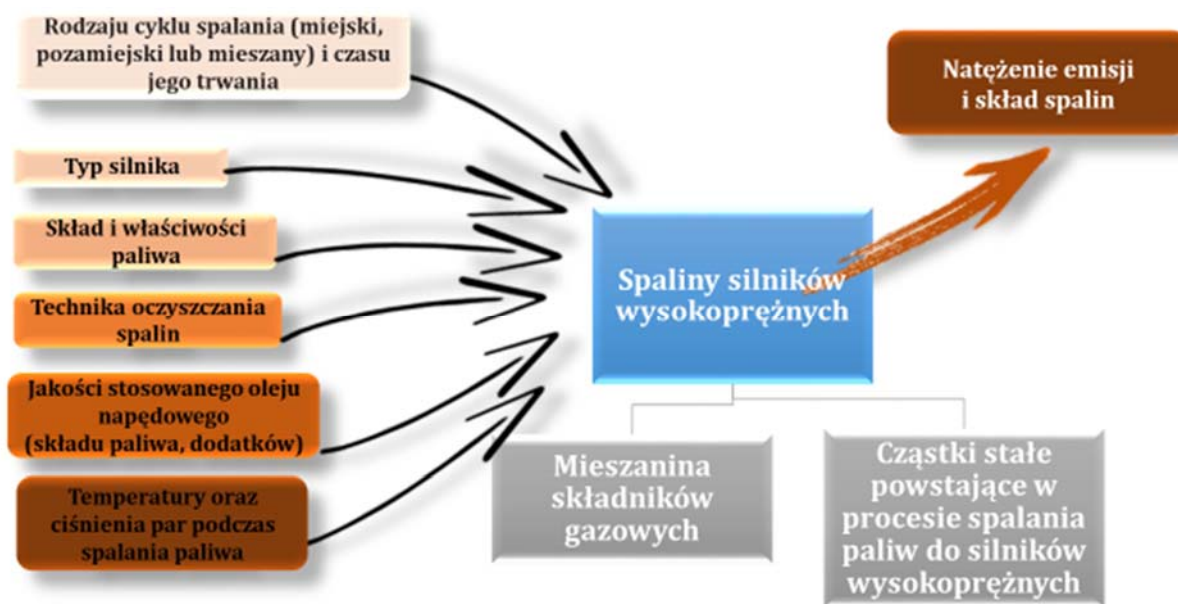 Rodzaju cyklu spalania (miejski,
pozamiejski lub mieszany) i czasu
jego trwania
Typ silnika
Skład i właściwości
paliwa
Technika oczyszczania
spalin
Jakości stosowanego oleju
napędowego
(składu paliwa, dodatków)
Temperatury oraz
ciśnienia par podczas
spalania paliwa
Natężenie emisji
i skład spalin
Spaliny silników
wysokoprężnych
Mieszanina
składników
gazowych
Cząstki stałe
powstające w
procesie spalania
paliw do silników
wysokoprężnych